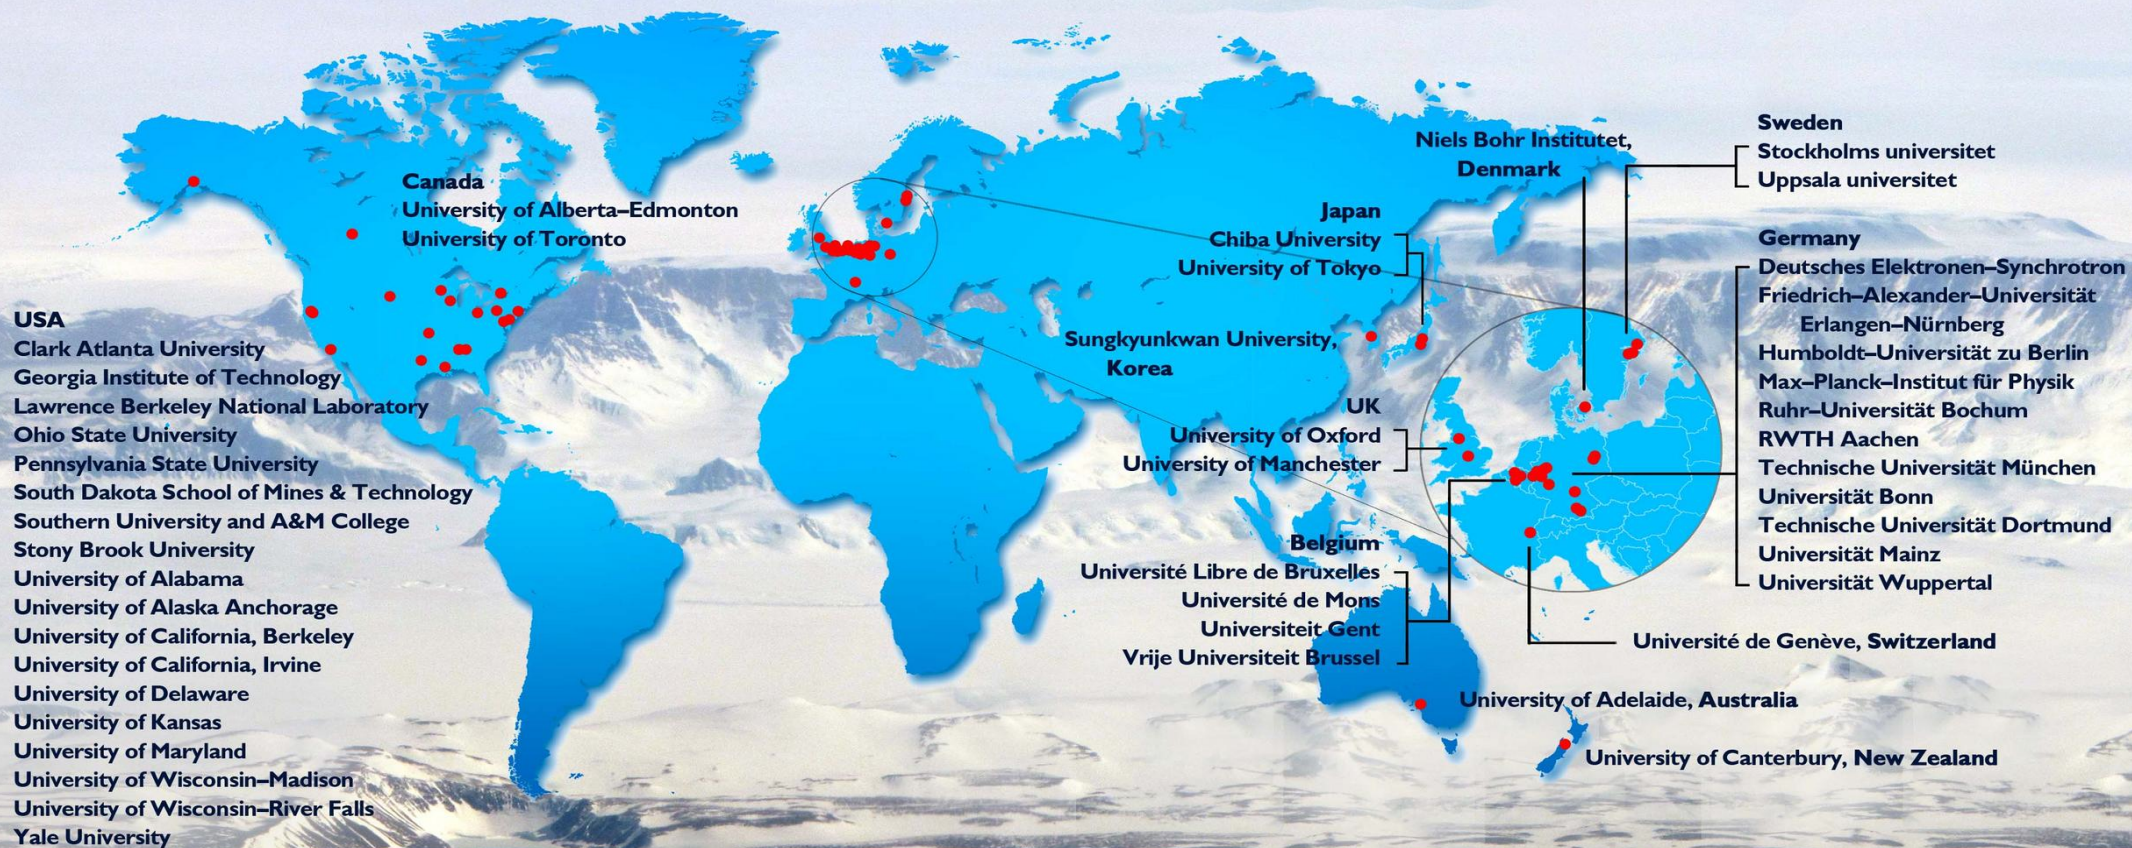 Canada
University of Alberta–Edmonton
University of Toronto
USA
Clark Atlanta University
Georgia Institute of Technology
Lawrence Berkeley National Laboratory
Ohio State University
Pennsylvania State University
South Dakota School of Mines & Technology
Southern University and A&M College
Stony Brook University
University of Alabama
University of Alaska Anchorage
University of California, Berkeley
University of California, Irvine
University of Delaware
University of Kansas
University of Maryland
University of Wisconsin–Madison
University of Wisconsin–River Falls
Yale University
Niels Bohr Institutet,
Denmark
Japan
Chiba University
University of Tokyo
Sungkyunkwan University,
Korea
UK
University of Oxford
University of Manchester
Belgium
Université Libre de Bruxelles
Université de Mons
Universiteit Gent
Vrije Universiteit Brussel
Sweden
Stockholms universitet
Uppsala universitet
Germany
Deutsches Elektronen–Synchrotron
Friedrich–Alexander–Universität
Erlangen–Nürnberg
Humboldt–Universität zu Berlin
Max–Planck–Institut für Physik
Ruhr–Universität Bochum
RWTH Aachen
Technische Universität München
Universität Bonn
Technische Universität Dortmund
Universität Mainz
Universität Wuppertal
Université de Genève, Switzerland
University of Adelaide, Australia
University of Canterbury, New Zealand